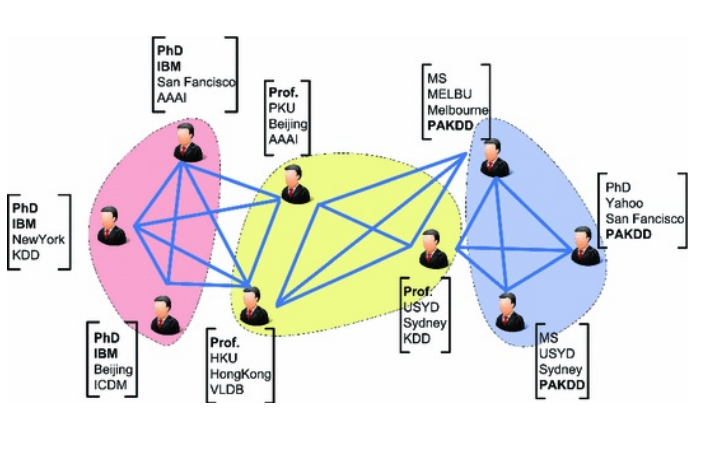 PhD
IBM
San Fancisco
AAAI
Prof.
PKU
Beijing
AAAI
MS
MELBU
Melbourne
PAKDD
PhD
Yahoo
San Fancisco
PAKDD
PhD
IBM
NewYork
KDD
Prof.
USYD
Sydney
KDD
PhD
IBM
Beijing
ICDM
Prof.
HKU
HongKong
VLDB
MS
USYD
Sydney
PAKDD